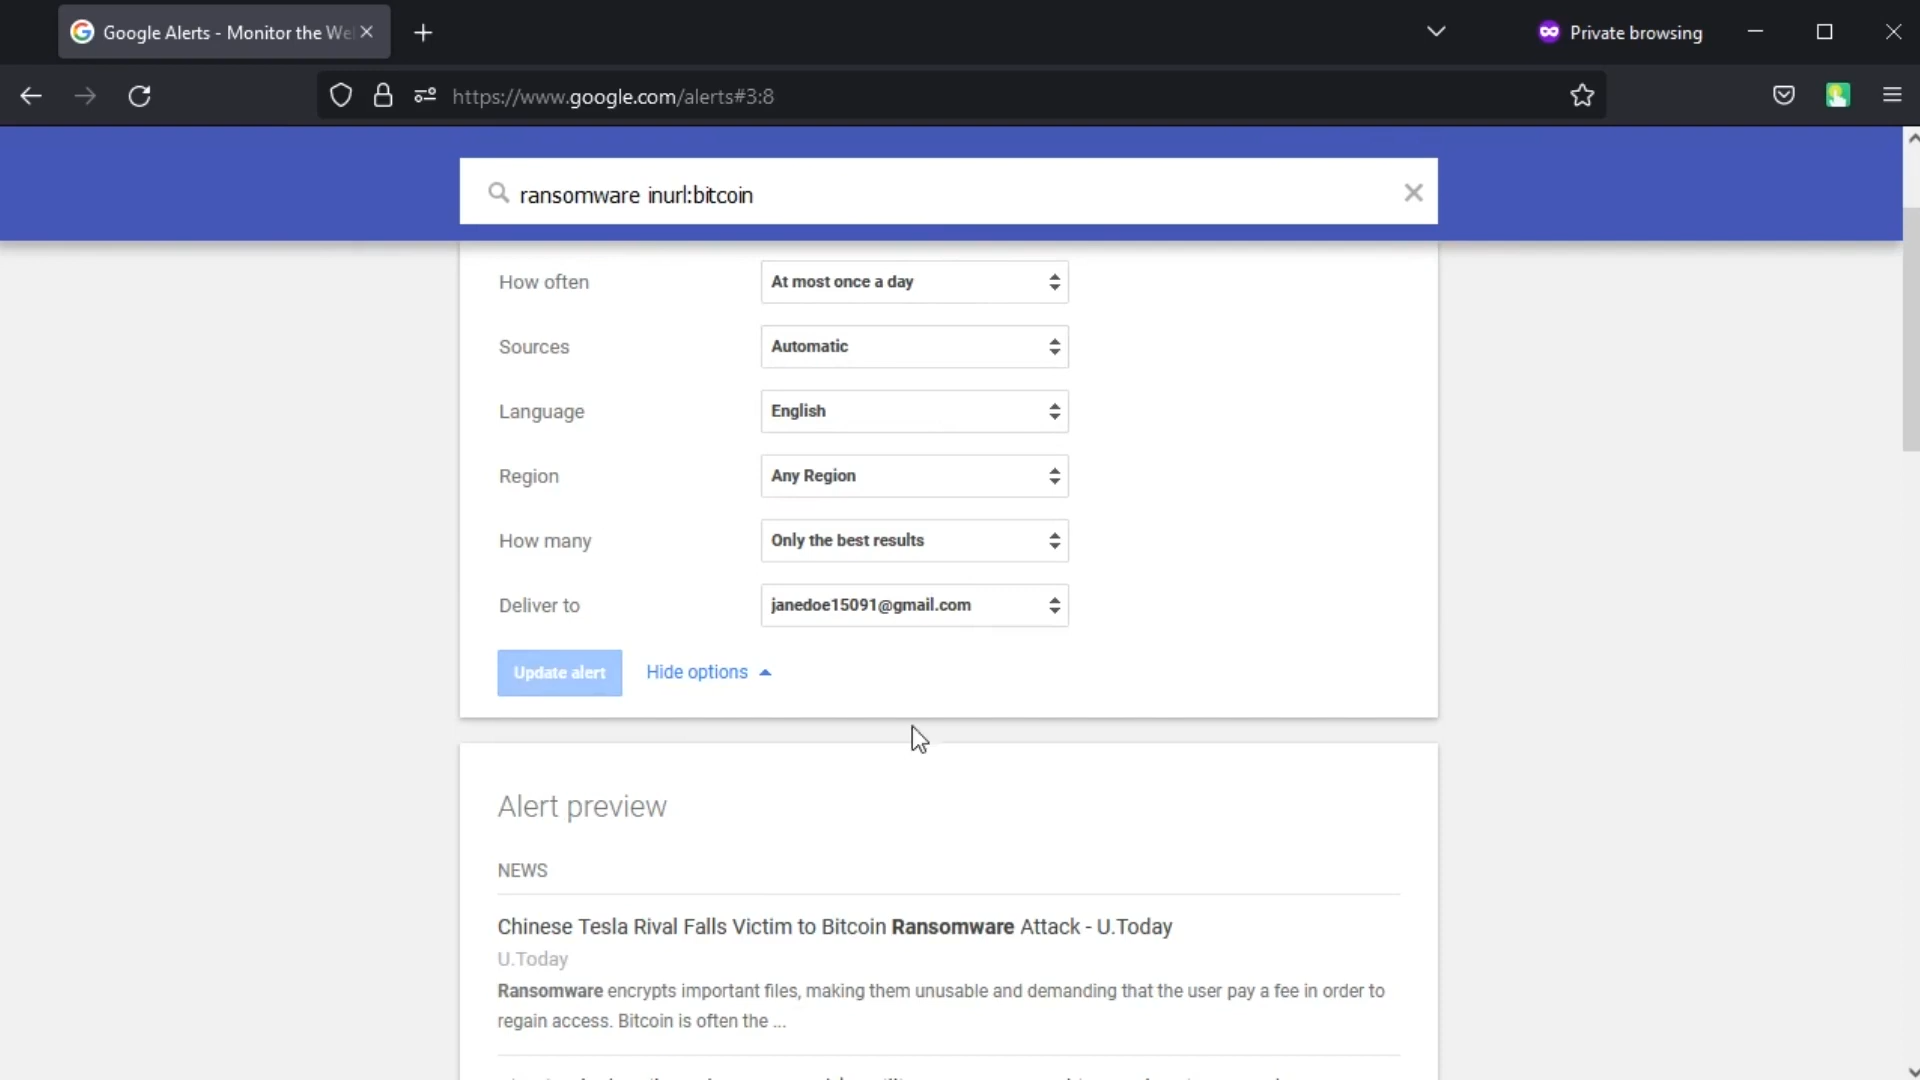 Google Alerts - Monitor the We
Private browsing
https://www.google.com/alerts#3:8
ransomware inurl:bitcoin
How often At most once a day
Sources Automatic
Language English
Region Any Region
How many Only the best results
Deliver to janedoe15091@gmail.com
Update alert Hide options
Alert preview
NEWS
Chinese Tesla Rival Falls Victim to Bitcoin Ransomware Attack - U.Today
U.Today
Ransomware encrypts important files, making them unusable and demanding that the user pay a fee in order to
regain access. Bitcoin is often the ...